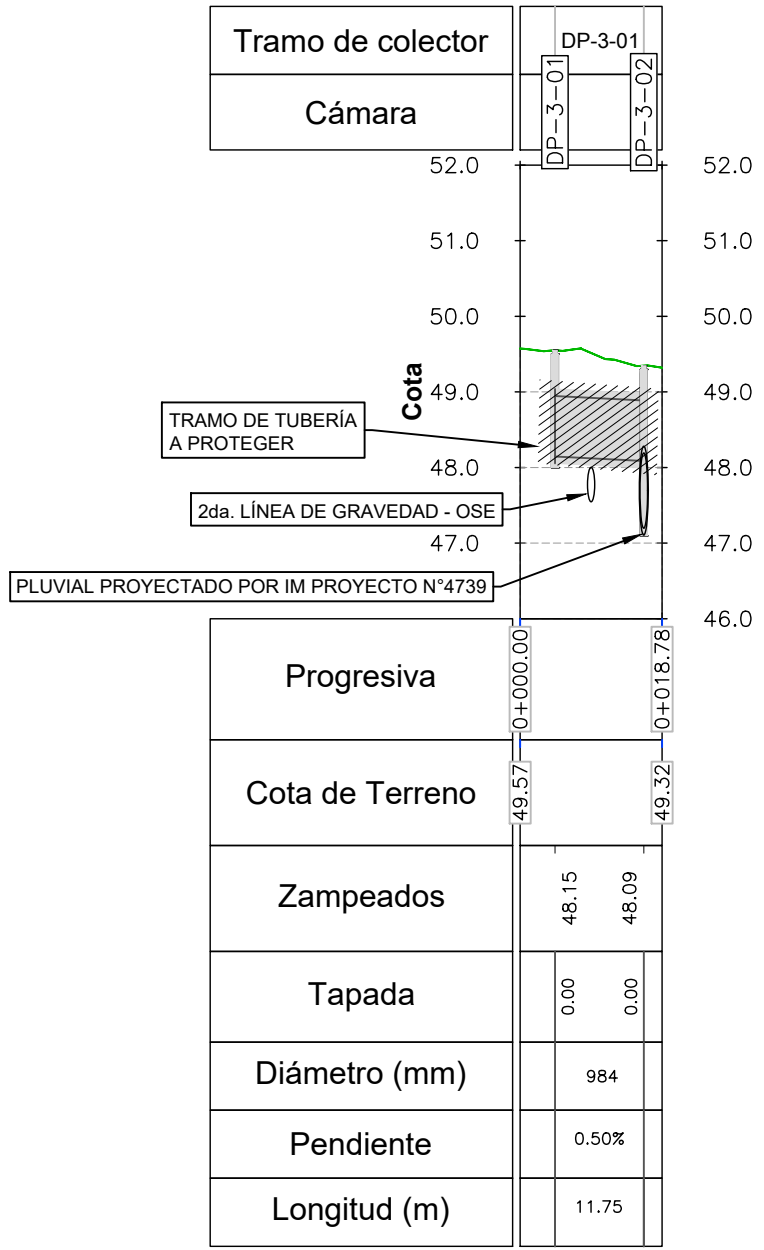 Tramo de colector
DP-3-01
Cámara
DP-3-01
DP-3-02
52.0
52.0
51.0
51.0
50.0
50.0
Cota
49.0
49.0
TRAMO DE TUBERÍA
A PROTEGER
48.0
48.0
2da. LÍNEA DE GRAVEDAD - OSE
47.0
47.0
PLUVIAL PROYECTADO POR IM PROYECTO N°4739
46.0
Progresiva
0+000.00
0+018.78
Cota de Terreno
49.57
49.32
Zampeados
48.15
48.09
Tapada
0.00
0.00
Diámetro (mm)
984
Pendiente
0.50%
Longitud (m)
11.75